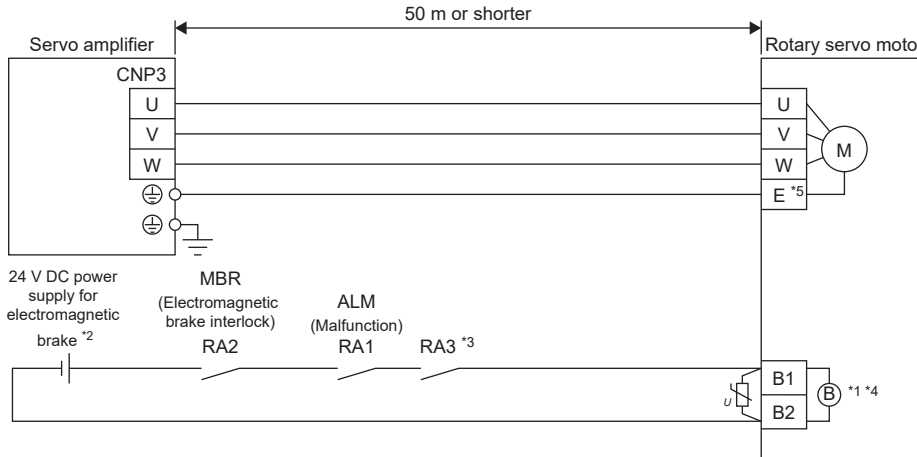 50 m or shorter
Servo amplifier
Rotary servo moto
CNP3
U
V
W
U
V
W
E *5
M
24 V DC power
supply for
electromagnetic
brake *2
MBR
(Electromagnetic
brake interlock)
RA2
ALM
(Malfunction)
RA1
RA3 *3
U
B1
B2
B
*1 *4